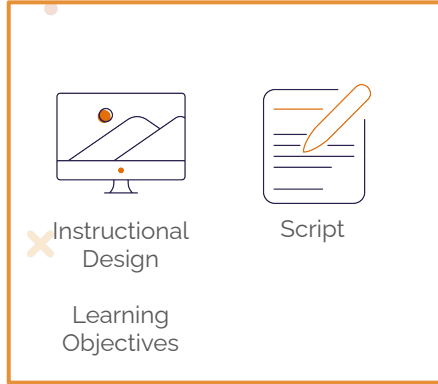 Instructional
Design
Script
Learning
Objectives